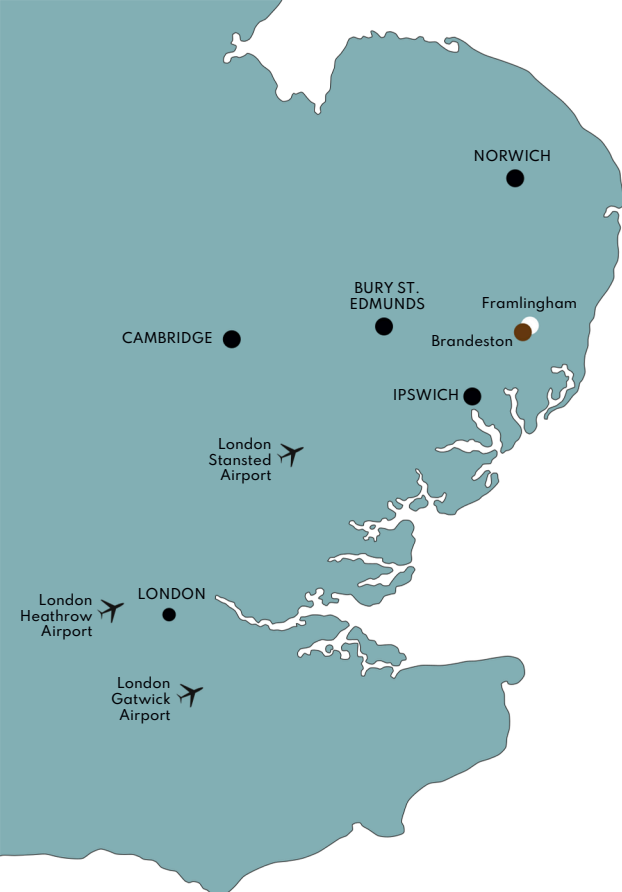 NORWICH
BURY ST.
EDMUNDS
Framlingham
Brandeston
CAMBRIDGE
IPSWICH
London
Stansted
Airport
LONDON
London
Heathrow
Airport
London
Gatwick
Airport